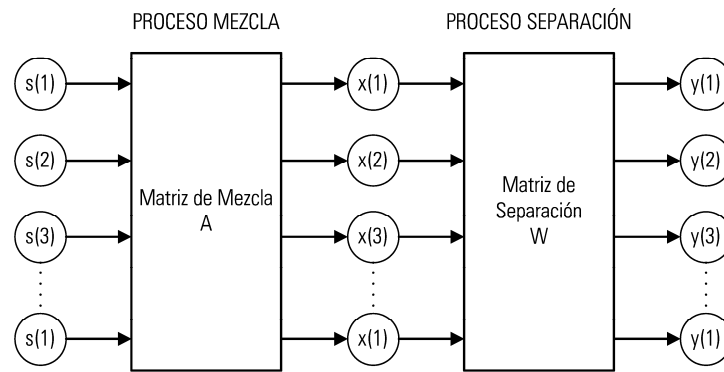 PROCESO MEZCLA
PROCESO SEPARACIÓN
s(1)
x(1)
y(1)
s(2)
x(2)
y(2)
Matriz de Mezcla
A
Matriz de
Separación
W
s(3)
x(3)
y(3)
s(1)
x(1)
y(1)